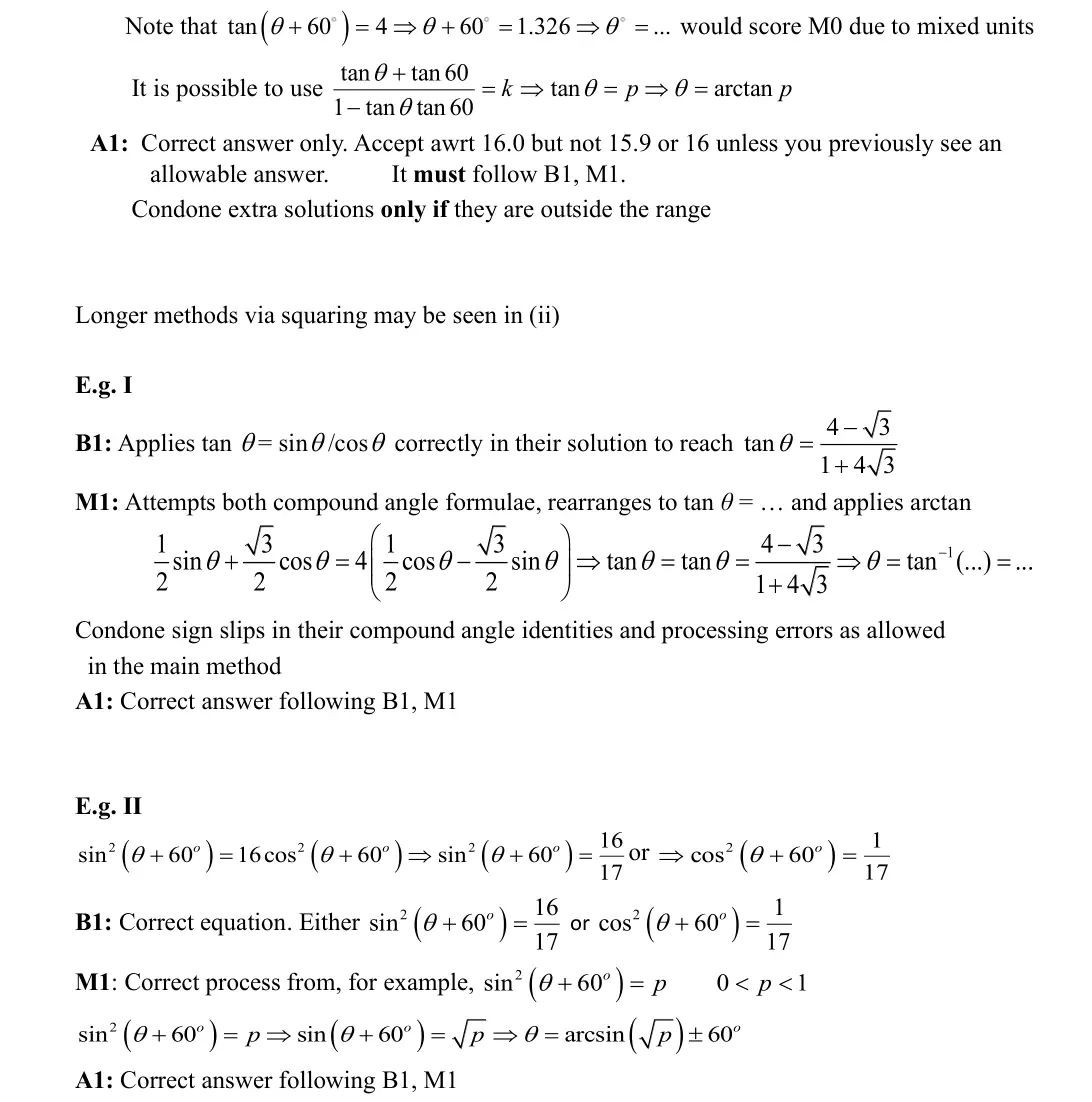 Note that tan(θ + 60°) = 4 ⇒ θ + 60° = 1.326 ⇒ θ° = ... would score M0 due to mixed units
It is possible to use (tan θ + tan 60)/(1 − tan θ tan 60) = k ⇒ tan θ = p ⇒ θ = arctan p
A1: Correct answer only. Accept awrt 16.0 but not 15.9 or 16 unless you previously see an
allowable answer. It must follow B1, M1.
Condone extra solutions only if they are outside the range
Longer methods via squaring may be seen in (ii)
E.g. I
B1: Applies tan θ = sin θ /cos θ correctly in their solution to reach tan θ = (4 − √3)/(1 + 4√3)
M1: Attempts both compound angle formulae, rearranges to tan θ = … and applies arctan
1/2 sin θ + √3/2 cos θ = 4(1/2 cos θ − √3/2 sin θ) ⇒ tan θ = tan θ = (4 − √3)/(1 + 4√3) ⇒ θ = tan⁻¹(...) = ...
Condone sign slips in their compound angle identities and processing errors as allowed
in the main method
A1: Correct answer following B1, M1
E.g. II
sin²(θ + 60°) = 16cos²(θ + 60°) ⇒ sin²(θ + 60°) = 16/17 or ⇒ cos²(θ + 60°) = 1/17
B1: Correct equation. Either sin²(θ + 60°) = 16/17 or cos²(θ + 60°) = 1/17
M1: Correct process from, for example, sin²(θ + 60°) = p 0 < p < 1
sin²(θ + 60°) = p ⇒ sin(θ + 60°) = √p ⇒ θ = arcsin(√p) ± 60°
A1: Correct answer following B1, M1